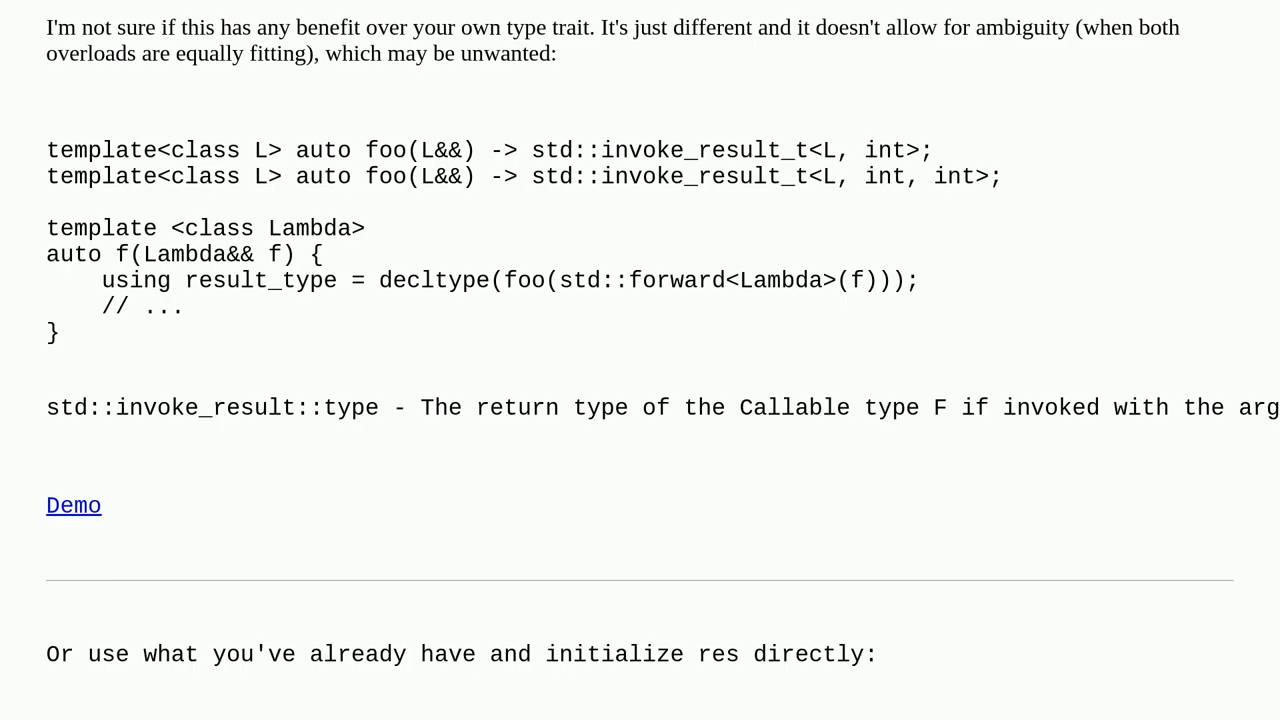 I'm not sure if this has any benefit over your own type trait. It's just different and it doesn't allow for ambiguity (when both
overloads are equally fitting), which may be unwanted:
template<class L> auto foo(L&&) -> std::invoke_result_t<L, int>;
template<class L> auto foo(L&&) -> std::invoke_result_t<L, int, int>;
template <class Lambda>
auto f(Lambda&& f) {
    using result_type = decltype(foo(std::forward<Lambda>(f)));
    // ...
}
std::invoke_result::type - The return type of the Callable type F if invoked with the arg
Demo
Or use what you've already have and initialize res directly: